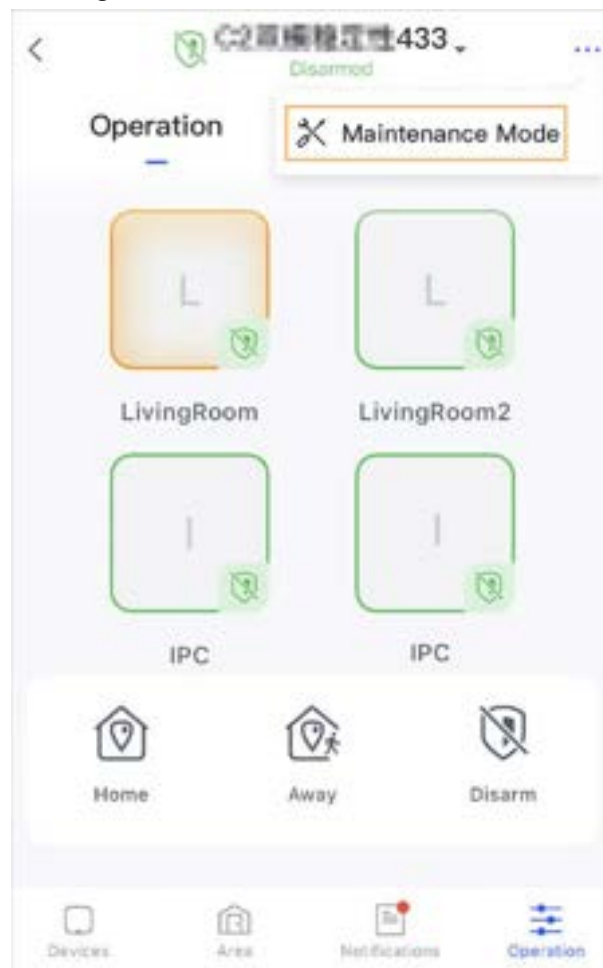 433
Disarmed
Operation
Maintenance Mode
L
L
LivingRoom
LivingRoom2
I
I
IPC
IPC
Home
Away
Disarm
Devices
Area
Notifications
Operation